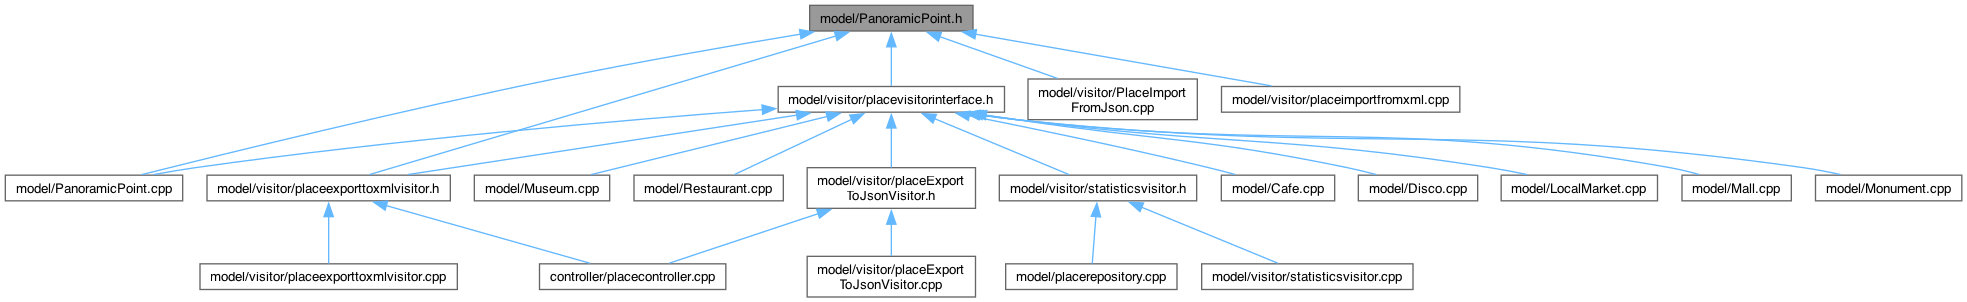 model/PanoramicPoint.h
model/visitor/placevisitorinterface.h
model/visitor/PlaceImport
FromJson.cpp
model/visitor/placeimportfromxml.cpp
model/PanoramicPoint.cpp
model/visitor/placeexporttoxmlvisitor.h
model/Museum.cpp
model/Restaurant.cpp
model/visitor/placeExport
ToJsonVisitor.h
model/visitor/statisticsvisitor.h
model/Cafe.cpp
model/Disco.cpp
model/LocalMarket.cpp
model/Mall.cpp
model/Monument.cpp
model/visitor/placeexporttoxmlvisitor.cpp
controller/placecontroller.cpp
model/visitor/placeExport
ToJsonVisitor.cpp
model/placerepository.cpp
model/visitor/statisticsvisitor.cpp